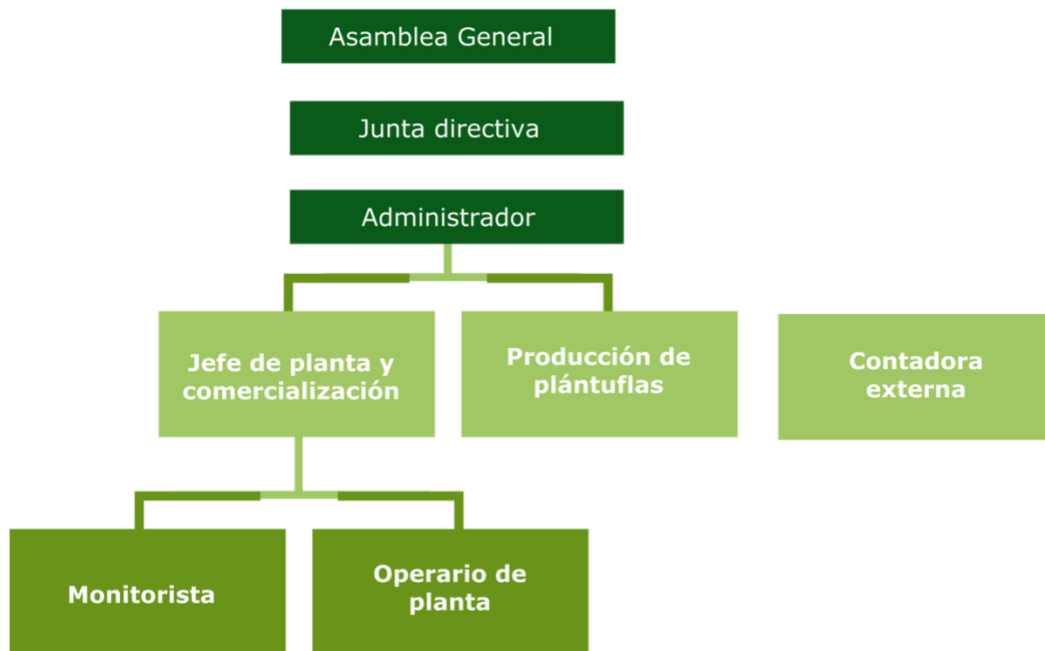 Asamblea General
Junta directiva
Administrador
Jefe de planta y
comercialización
Producción de
plántuflas
Contadora
externa
Monitorista
Operario de
planta